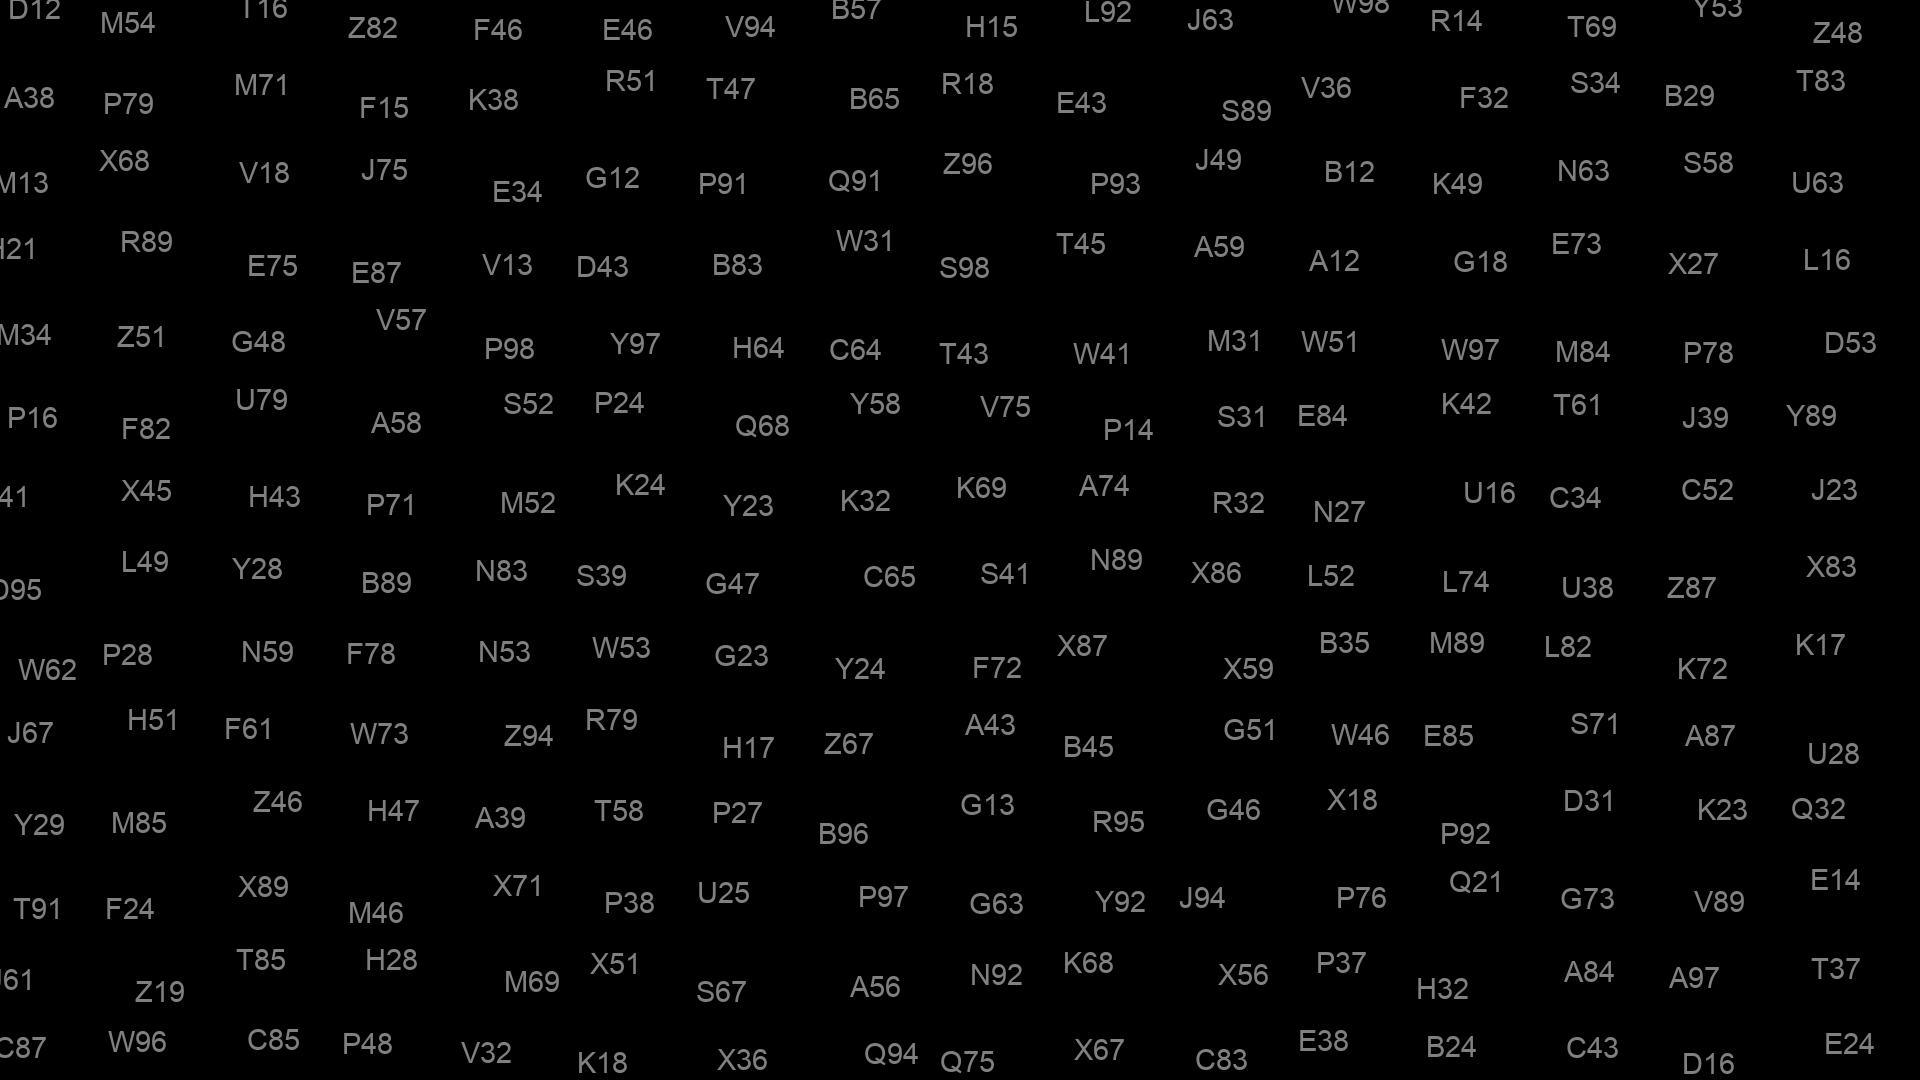 D12 M54 T16 Z82 F46 E46 V94 B57 H15 L92 J63 W98 R14 T69 Y53 Z48
A38 P79 M71 F15 K38 R51 T47 B65 R18 E43 S89 V36 F32 S34 B29 T83
M13 X68 V18 J75 E34 G12 P91 Q91 Z96 P93 J49 B12 K49 N63 S58 U63
H21 R89 E75 E87 V13 D43 B83 W31 S98 T45 A59 A12 G18 E73 X27 L16
M34 Z51 G48 V57 P98 Y97 H64 C64 T43 W41 M31 W51 W97 M84 P78 D53
P16 F82 U79 A58 S52 P24 Q68 Y58 V75 P14 S31 E84 K42 T61 J39 Y89
41 X45 H43 P71 M52 K24 Y23 K32 K69 A74 R32 N27 U16 C34 C52 J23
L49 Y28 B89 N83 S39 G47 C65 S41 N89 X86 L52 L74 U38 Z87 X83
W62 P28 N59 F78 N53 W53 G23 Y24 F72 X87 X59 B35 M89 L82 K72 K17
J67 H51 F61 W73 Z94 R79 H17 Z67 A43 B45 G51 W46 E85 S71 A87 U28
Y29 M85 Z46 H47 A39 T58 P27 B96 G13 R95 G46 X18 P92 D31 K23 Q32
T91 F24 X89 M46 X71 P38 U25 P97 G63 Y92 J94 P76 Q21 G73 V89 E14
Z19 T85 H28 M69 X51 S67 A56 N92 K68 X56 P37 H32 A84 A97 T37
C87 W96 C85 P48 V32 K18 X36 Q94 Q75 X67 C83 E38 B24 C43 D16 E24